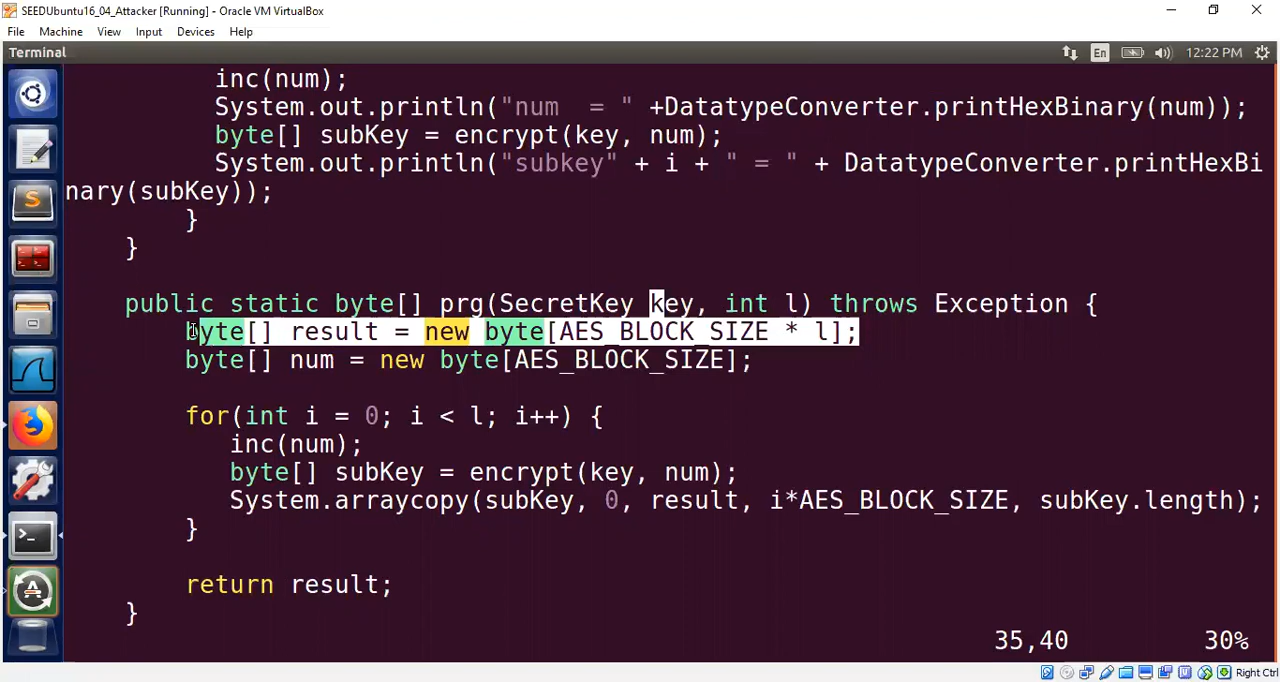 SEEDUbuntu16_04_Attacker [Running] - Oracle VM VirtualBox
File Machine View Input Devices Help
Terminal En 12:22 PM
inc(num);
System.out.println("num  = " +DatatypeConverter.printHexBinary(num));
byte[] subKey = encrypt(key, num);
System.out.println("subkey" + i + " = " + DatatypeConverter.printHexBi
nary(subKey));
}
}
public static byte[] prg(SecretKey key, int l) throws Exception {
byte[] result = new byte[AES_BLOCK_SIZE * l];
byte[] num = new byte[AES_BLOCK_SIZE];
for(int i = 0; i < l; i++) {
inc(num);
byte[] subKey = encrypt(key, num);
System.arraycopy(subKey, 0, result, i*AES_BLOCK_SIZE, subKey.length);
}
return result;
}
35,40 30%
Right Ctrl